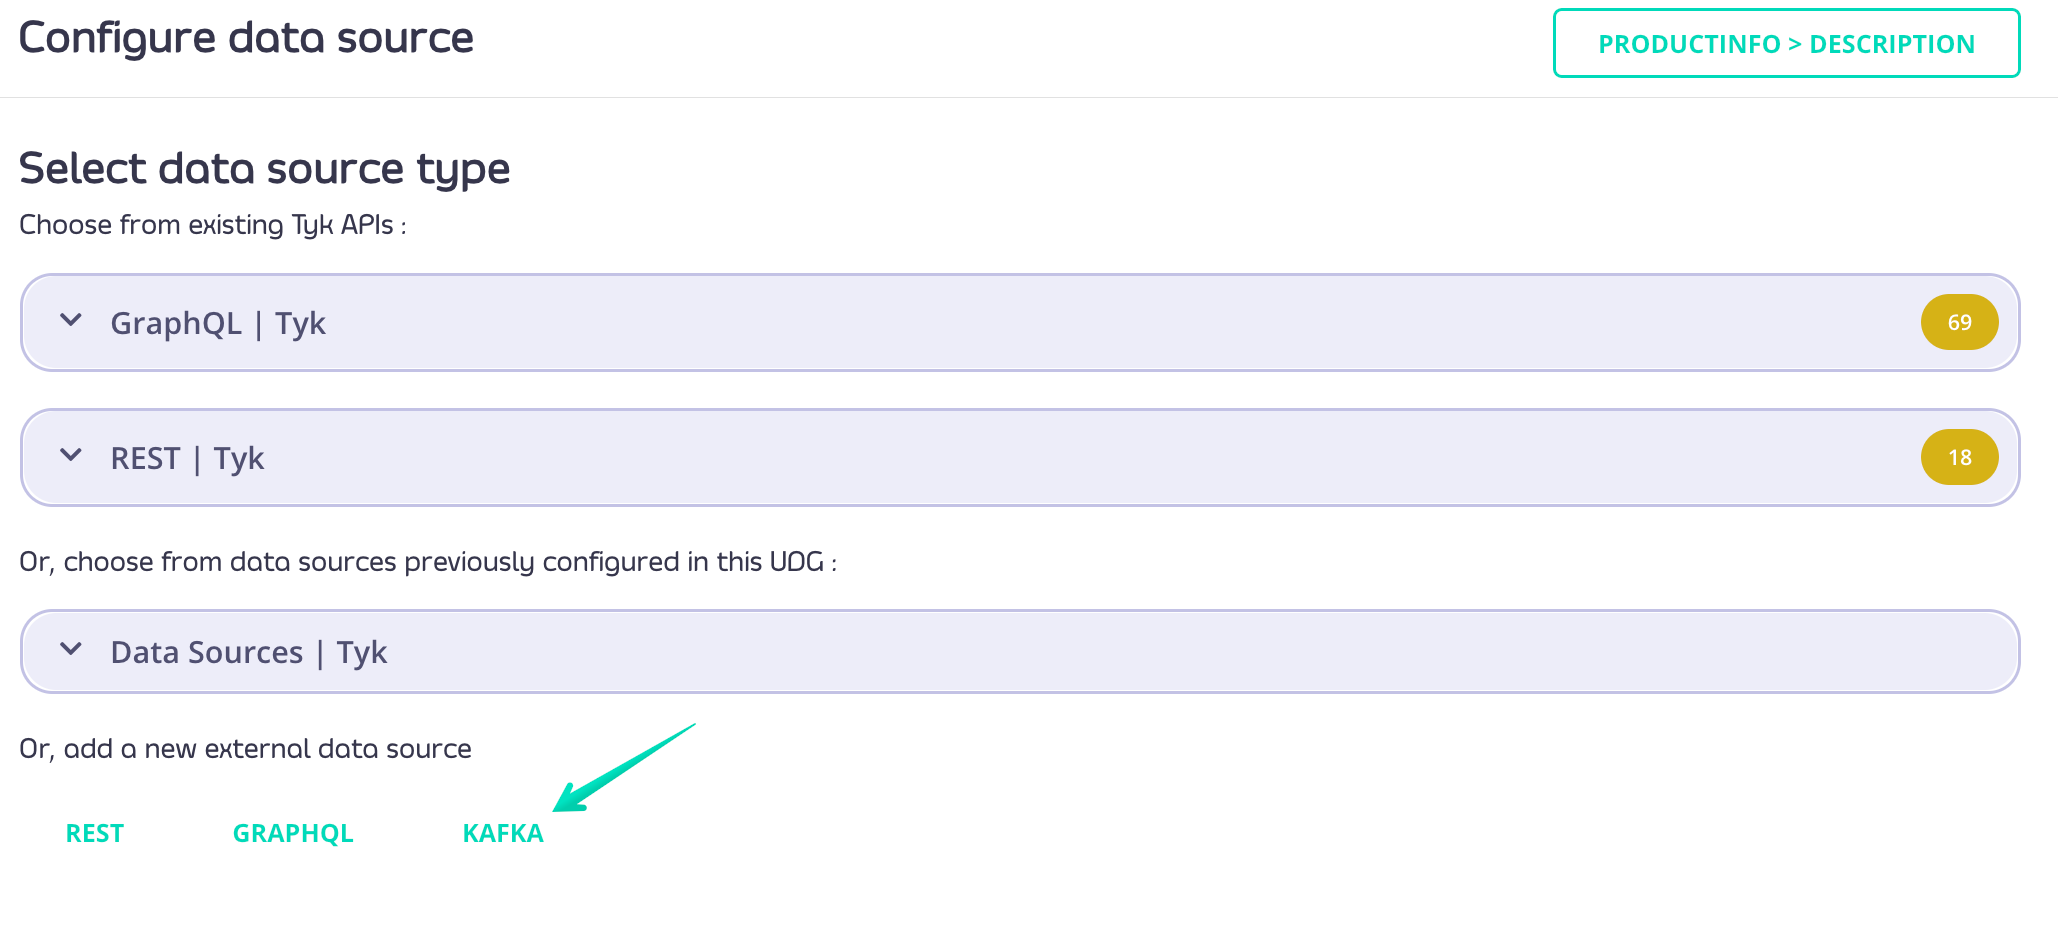 Configure data source
PRODUCTINFO > DESCRIPTION
Select data source type
Choose from existing Tyk APIs :
GraphQL | Tyk
69
REST | Tyk
18
Or, choose from data sources previously configured in this UDG :
Data Sources | Tyk
Or, add a new external data source
REST GRAPHQL KAFKA